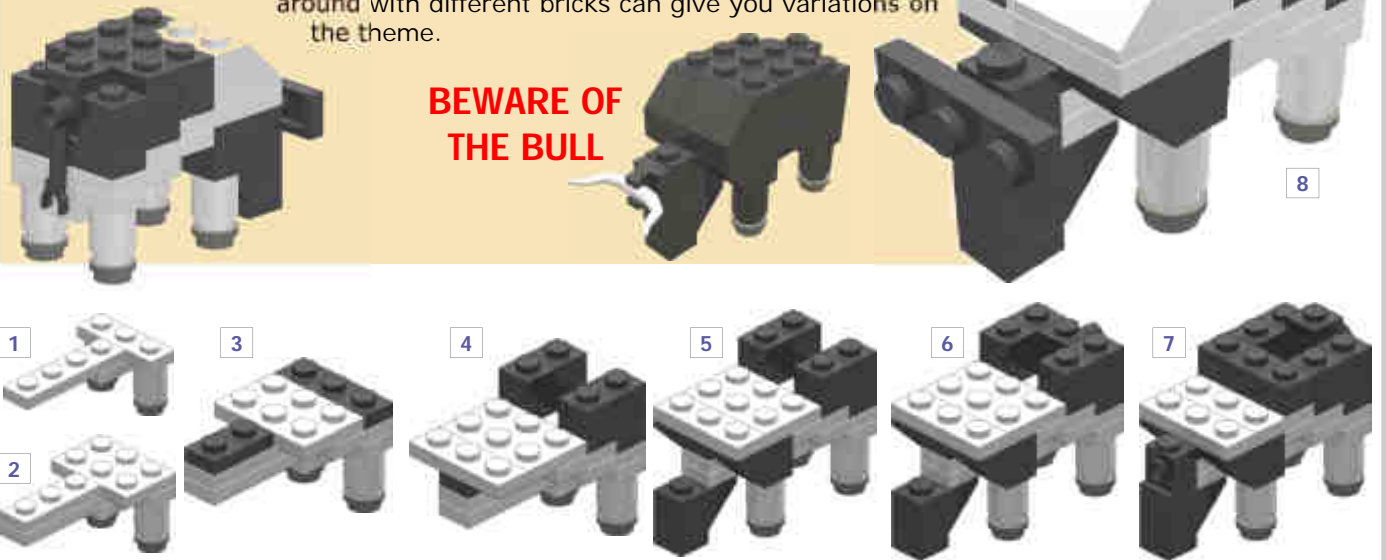 around with different bricks can give you variations on
the theme.
BEWARE OF
THE BULL
8
1
3
4
5
6
7
2